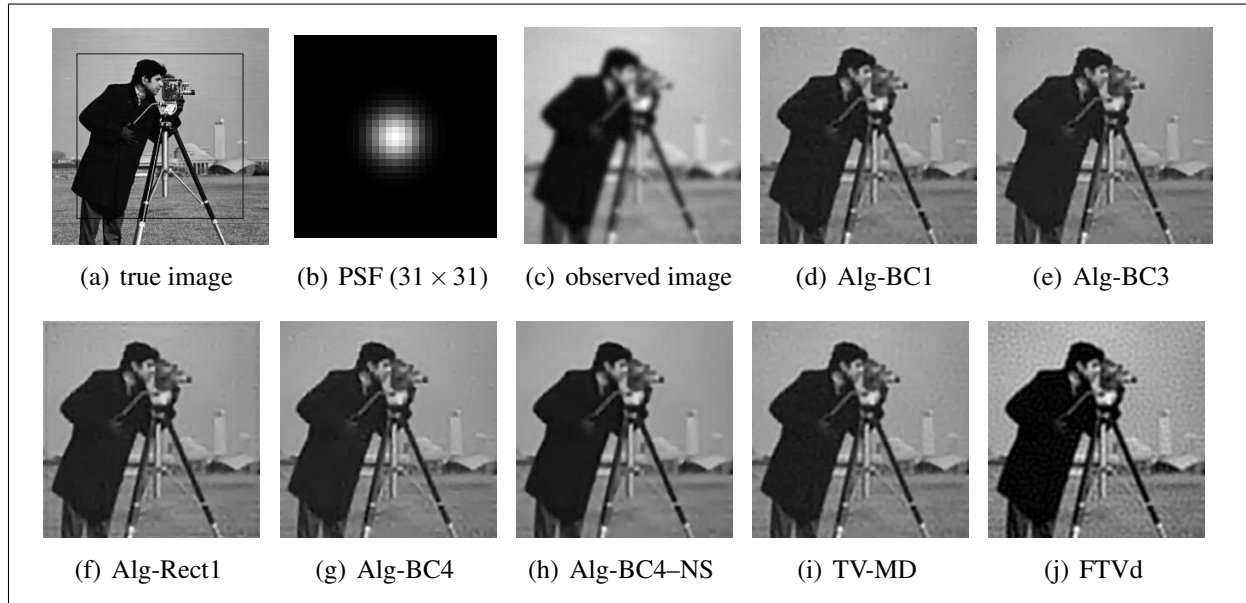 (a) true image (b) PSF (31 × 31) (c) observed image (d) Alg-BC1 (e) Alg-BC3
(f) Alg-Rect1 (g) Alg-BC4 (h) Alg-BC4–NS (i) TV-MD (j) FTVd